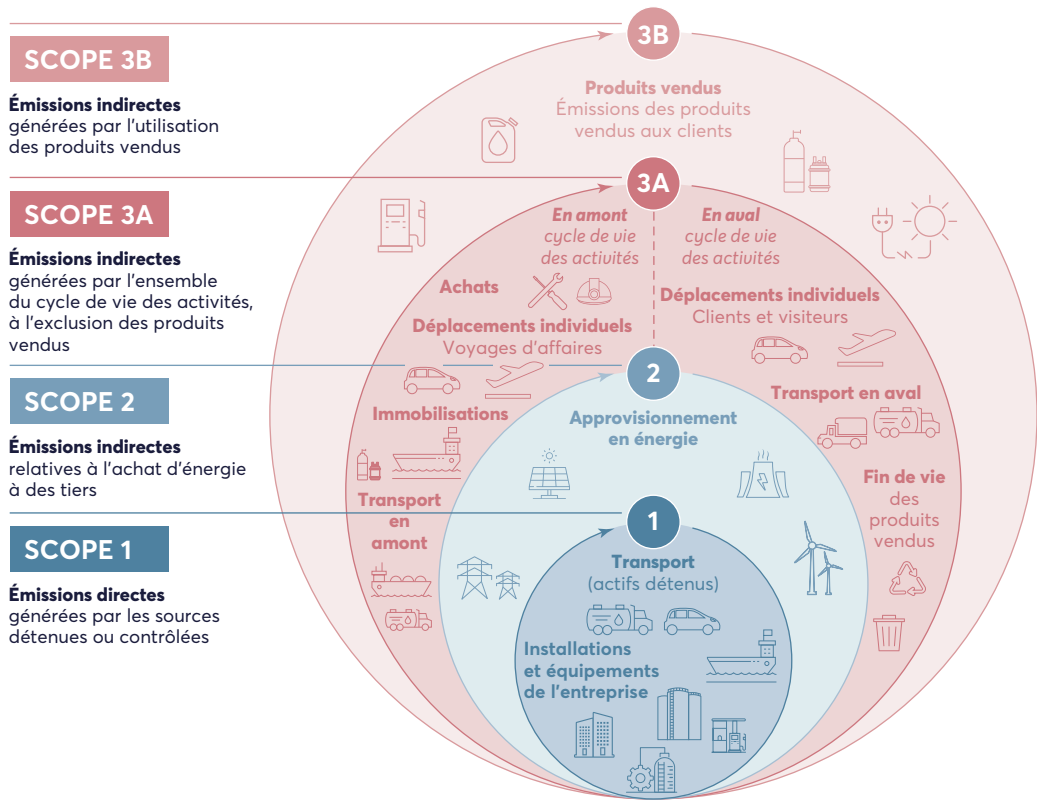 SCOPE 3B
Émissions indirectes
générées par l'utilisation
des produits vendus
SCOPE 3A
Émissions indirectes
générées par l'ensemble
du cycle de vie des activités,
à l'exclusion des produits
vendus
SCOPE 2
Émissions indirectes
relatives à l'achat d'énergie
à des tiers
SCOPE 1
Émissions directes
générées par les sources
détenues ou contrôlées
3B
Produits vendus
Émissions des produits
vendus aux clients
3A
En amont
cycle de vie
des activités
En aval
cycle de vie
des activités
Achats
Déplacements individuels
Voyages d'affaires
Immobilisations
Transport
en
amont
Déplacements individuels
Clients et visiteurs
Transport en aval
Fin de vie
des
produits
vendus
2
Approvisionnement
en énergie
1
Transport
(actifs détenus)
Installations
et équipements
de l'entreprise